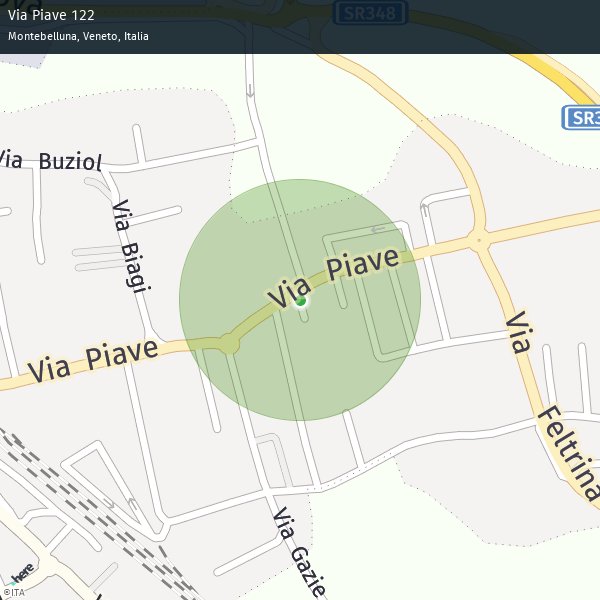 Via Piave 122
Montebelluna, Veneto, Italia
SR348
Via Buziol
Via Biagi
Via Piave
Via Piave
Via Feltrina
Via Gazie
here
©ITA